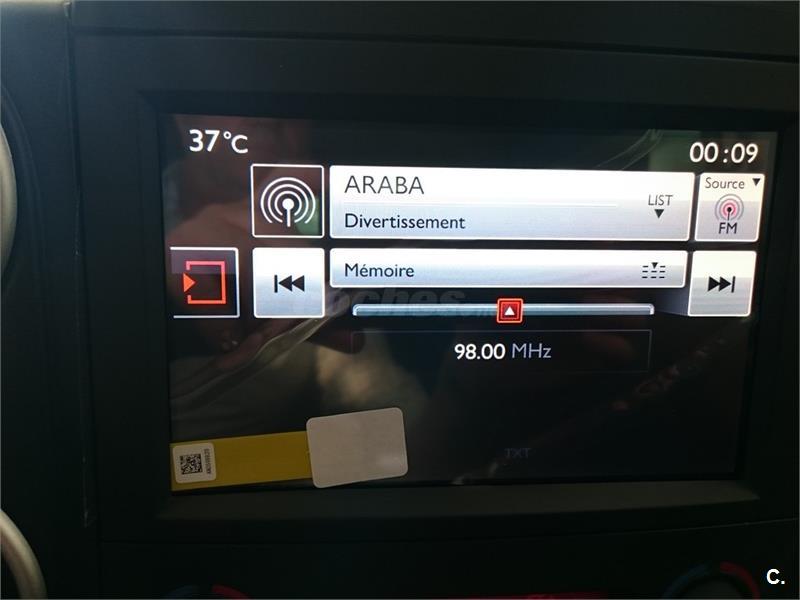 37°C
00:09
ARABA
LIST
Divertissement
Source
FM
Mémoire
98.00 MHz
TXT
C.